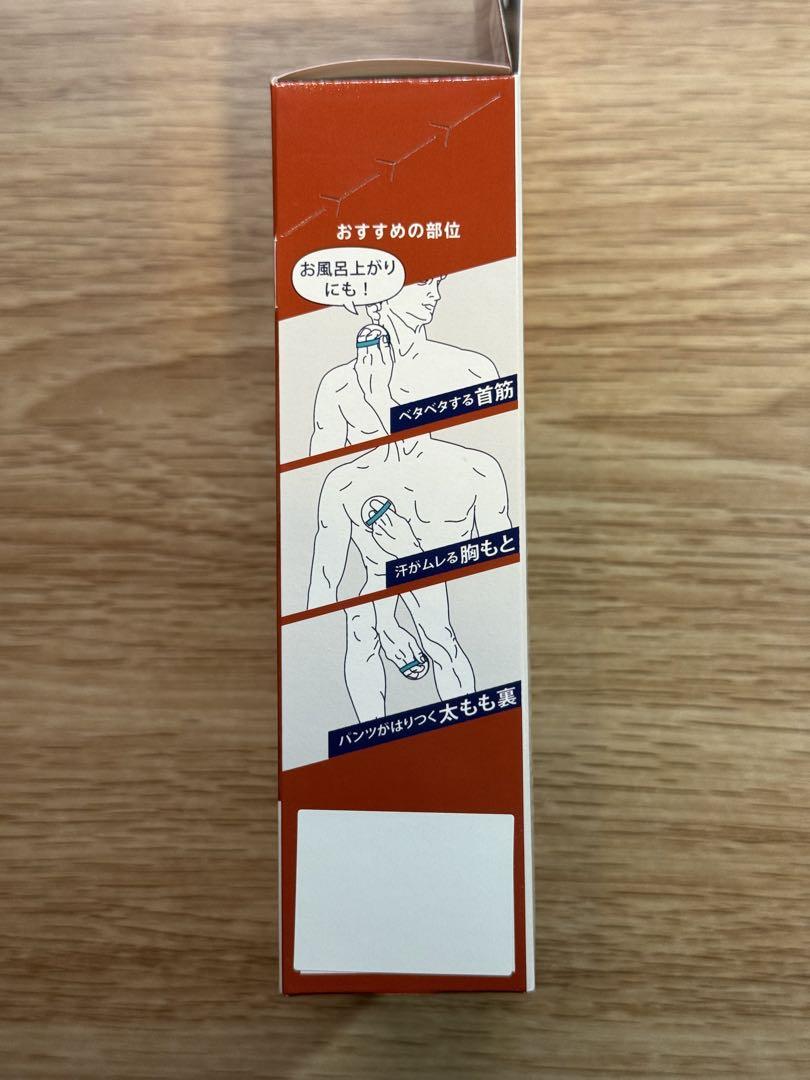 おすすめの部位
お風呂上がり
にも！
ベタベタする首筋
汗がムレる胸もと
パンツがはりつく太もも裏